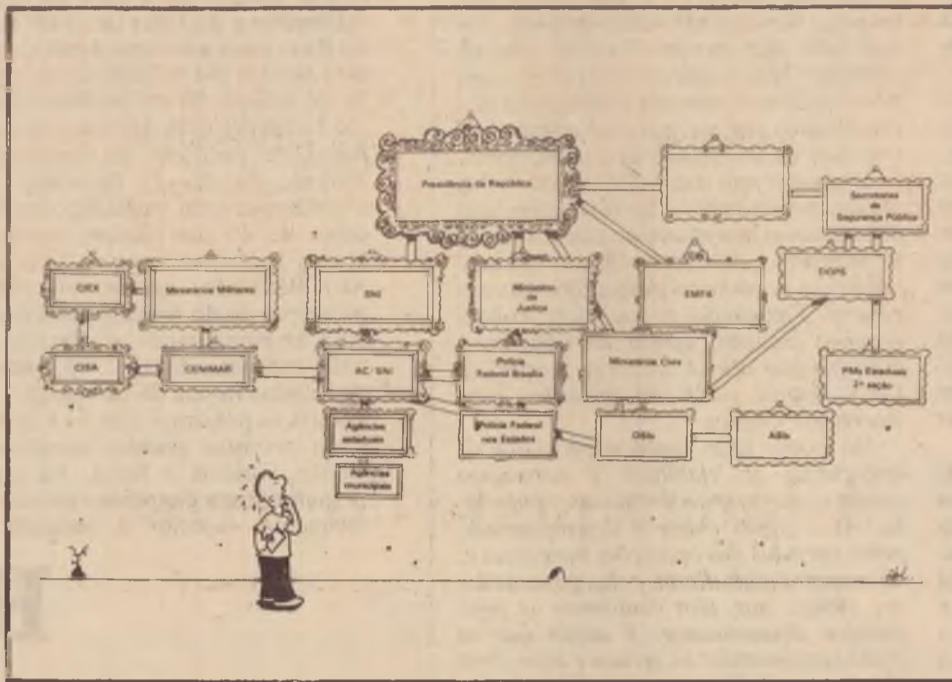 Presidência da República
Secretarias
de
Segurança Pública
CIEX
Ministérios Militares
SNI
Ministério
da
Justiça
EMFA
DOPS
CISA
CENIMAR
AC/SNI
Polícia
Federal Brasília
Ministérios Civis
PMs Estaduais
2ª seção
Agências
estaduais
Polícia Federal
nos Estados
DSIs
ASIs
Agências
municipais